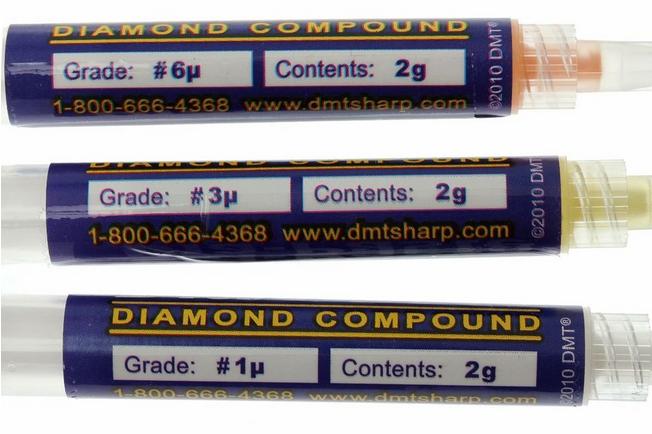 DIAMOND COMPOUND
Grade: #6µ Contents: 2g
1-800-666-4368 www.dmtsharp.com
©2010 DMT®
DIAMOND COMPOUND
Grade: #3µ Contents: 2g
1-800-666-4368 www.dmtsharp.com
©2010 DMT
DIAMOND COMPOUND
Grade: #1µ Contents: 2g
1-800-666-4368 www.dmtsharp.com
©2010 DMT®